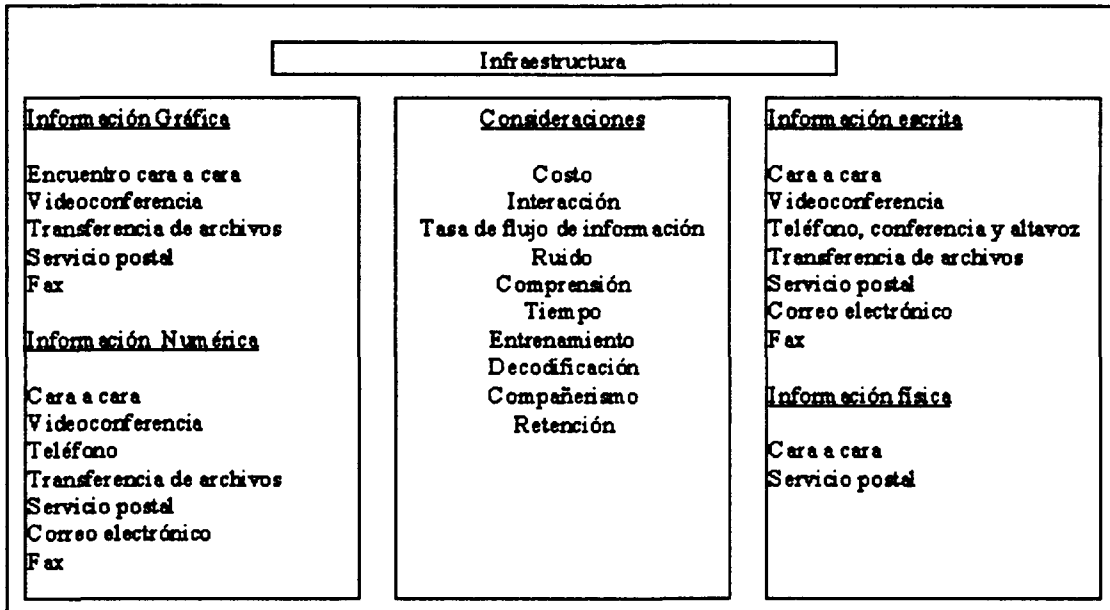 Infraestructura
Información Gráfica
Encuentro cara a cara
Videoconferencia
Transferencia de archivos
Servicio postal
Fax
Información Numérica
Cara a cara
Videoconferencia
Teléfono
Transferencia de archivos
Servicio postal
Correo electrónico
Fax
Consideraciones
Costo
Interacción
Tasa de flujo de información
Ruido
Comprensión
Tiempo
Entrenamiento
Decodificación
Compañerismo
Retención
Información escrita
Cara a cara
Videoconferencia
Teléfono, conferencia y altavoz
Transferencia de archivos
Servicio postal
Correo electrónico
Fax
Información física
Cara a cara
Servicio postal